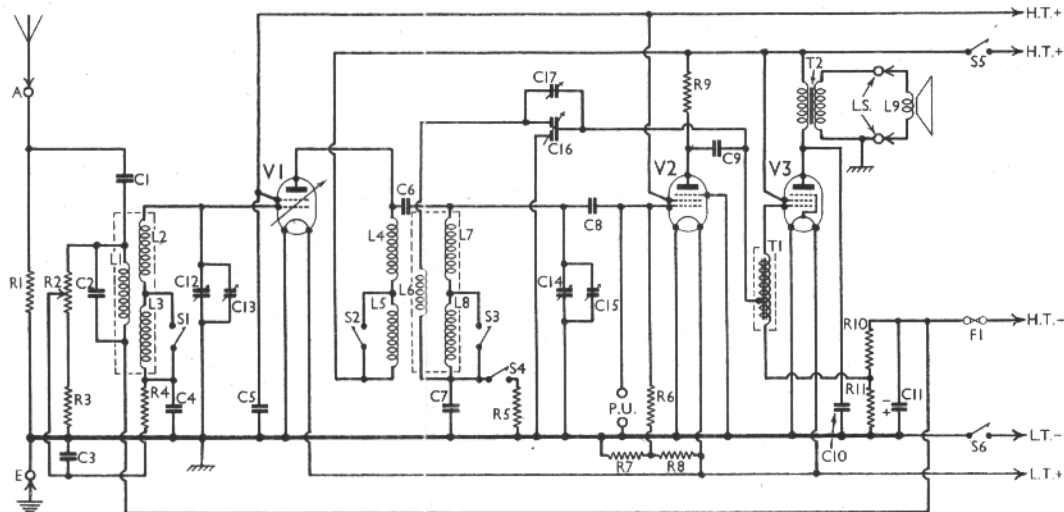 H.T.+
H.T.+
S5
T2
C17
R9
L.S.
L9
A
C16
C1
V1
V2
C9
V3
C6
L2
L4
L7
C8
L1
T1
R1
R2
C2
C12
C13
L6
C14
C15
L3
S1
S2
L5
L8
S3
R10
F1
H.T.-
S4
R3
R4
C4
C5
C7
R5
P.U.
R6
R11
- +
C11
C10
L.T.-
S6
C3
R7
R8
E
L.T.+